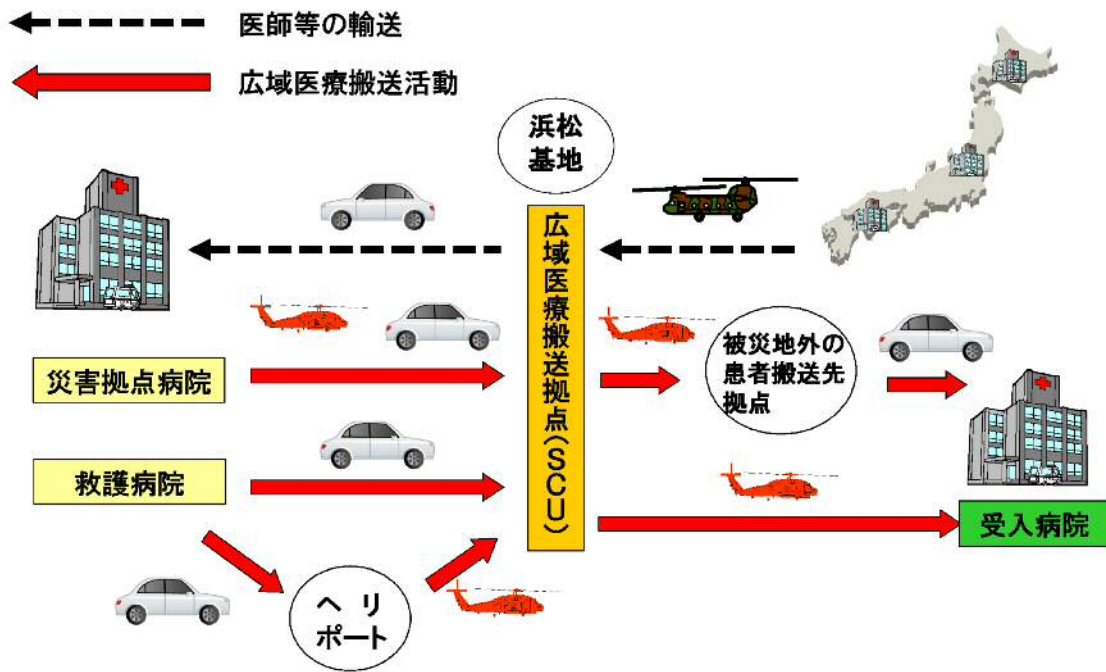 医師等の輸送
広域医療搬送活動
浜松
基地
広域医療搬送拠点(SCU)
災害拠点病院
被災地外の
患者搬送先
拠点
救護病院
受入病院
ヘリ
ポート